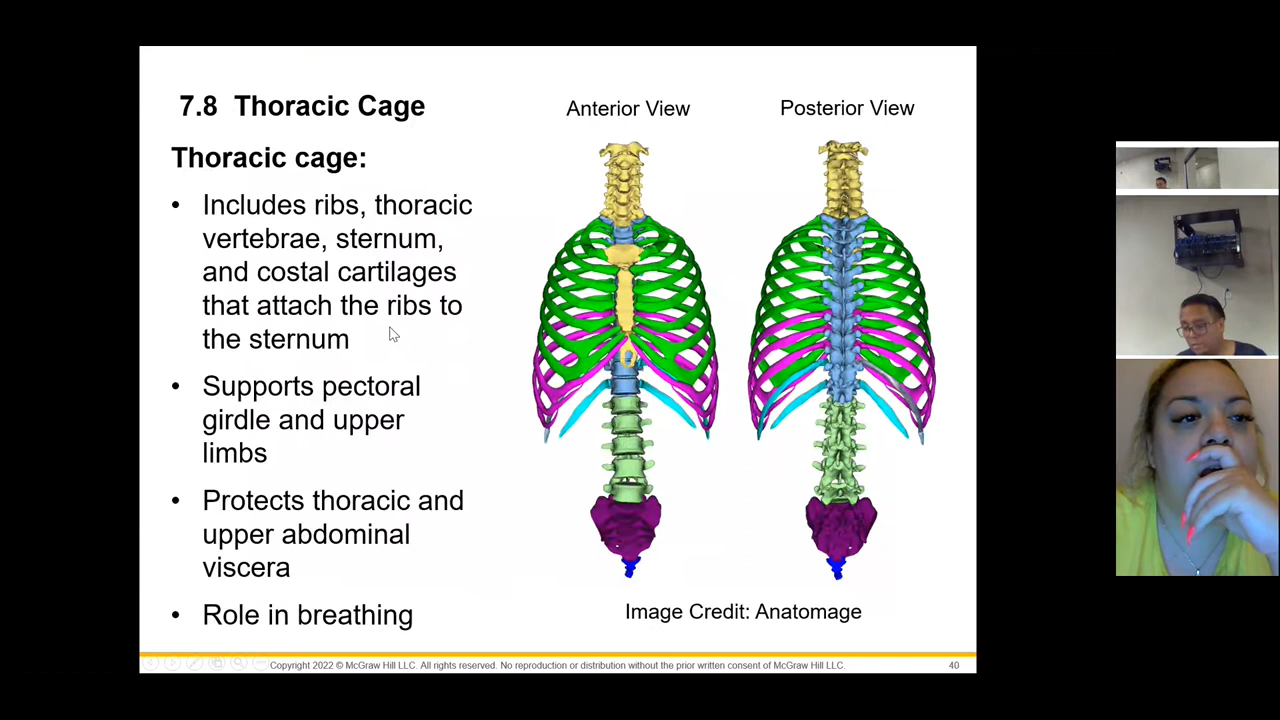 7.8 Thoracic Cage
Thoracic cage:
• Includes ribs, thoracic
vertebrae, sternum,
and costal cartilages
that attach the ribs to
the sternum
• Supports pectoral
girdle and upper
limbs
• Protects thoracic and
upper abdominal
viscera
• Role in breathing
Anterior View
Posterior View
Image Credit: Anatomage
Copyright 2022 © McGraw Hill LLC. All rights reserved. No reproduction or distribution without the prior written consent of McGraw Hill LLC.
40